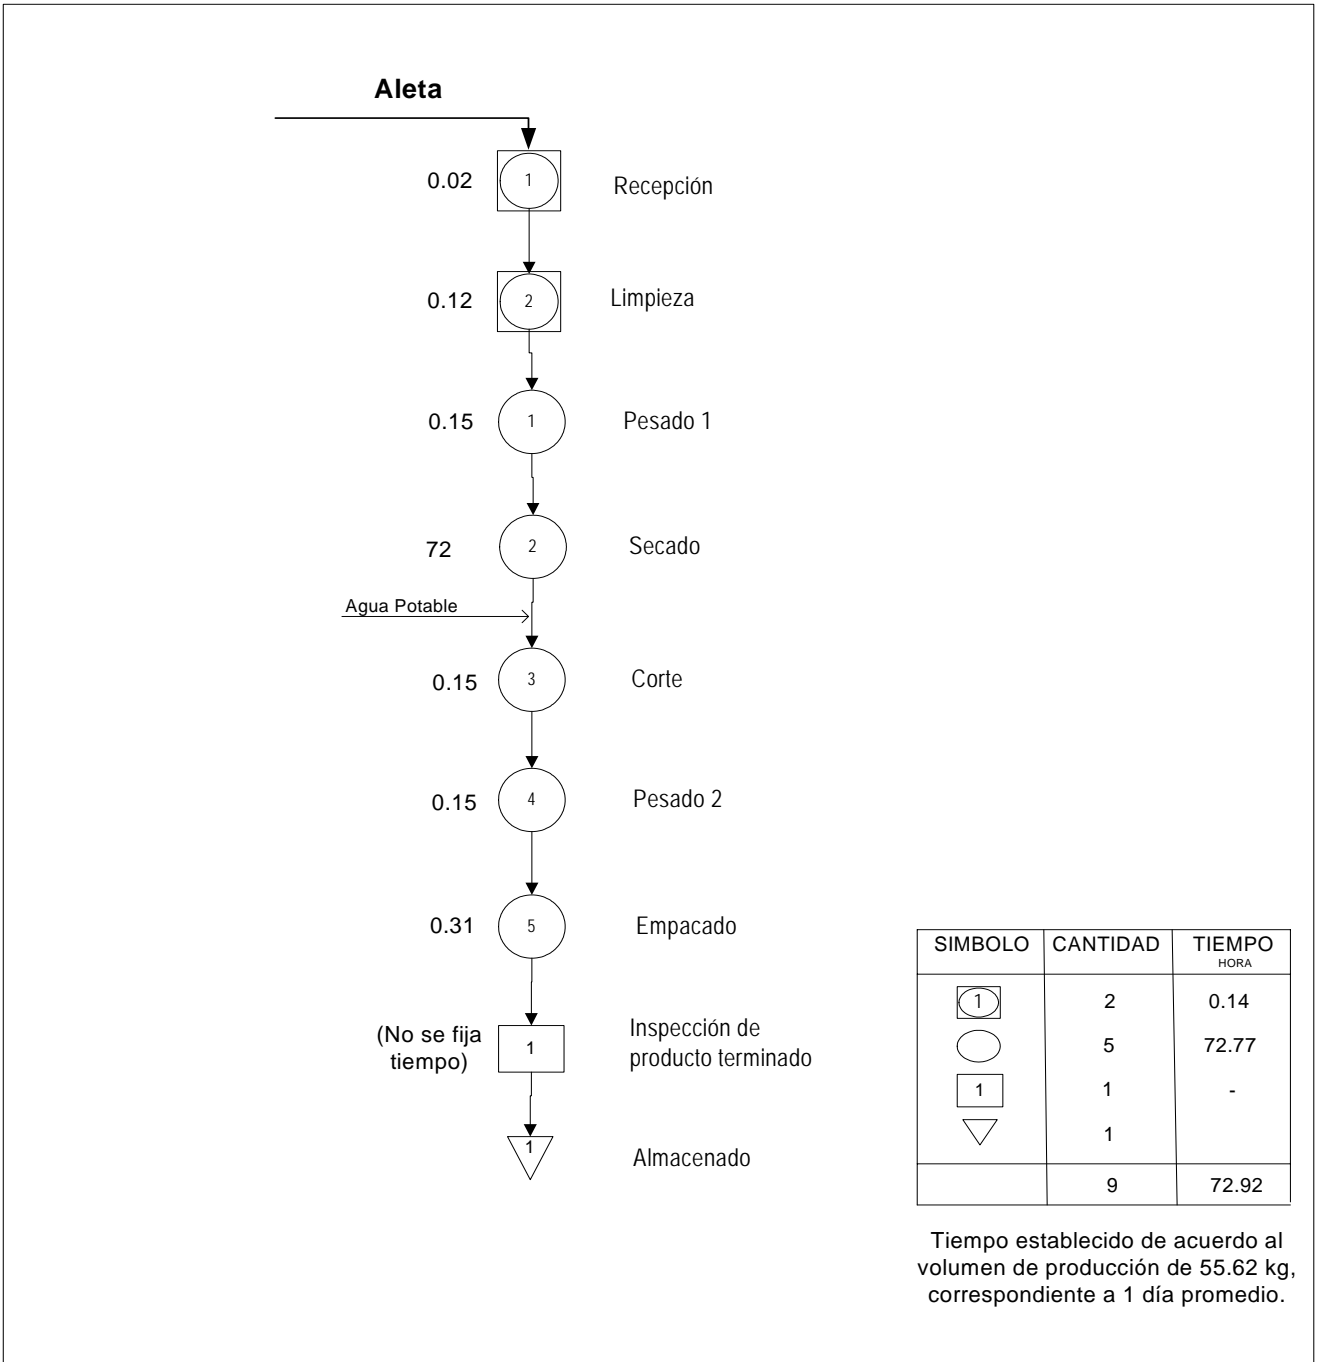 Aleta
0.02 1 Recepción
0.12 2 Limpieza
0.15 1 Pesado 1
72 2 Secado
Agua Potable
0.15 3 Corte
0.15 4 Pesado 2
0.31 5 Empacado
(No se fija
tiempo)
1
Inspección de
producto terminado
1 Almacenado
SIMBOLO CANTIDAD TIEMPO
HORA
1 2 0.14
5 72.77
1 1 -
1
9 72.92
Tiempo establecido de acuerdo al
volumen de producción de 55.62 kg,
correspondiente a 1 día promedio.